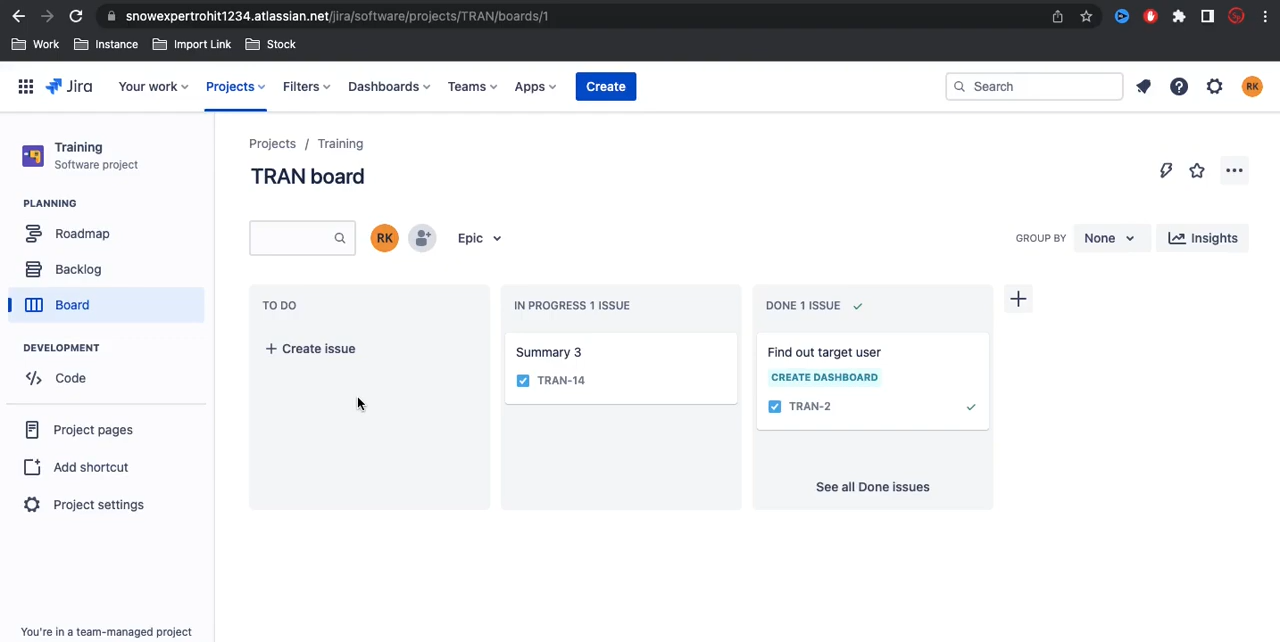 snowexpertrohit1234.atlassian.net/jira/software/projects/TRAN/boards/1
Work Instance Import Link Stock
Jira Your work Projects Filters Dashboards Teams Apps Create Search RK
Training
Software project
PLANNING
Roadmap
Backlog
Board
DEVELOPMENT
Code
Project pages
Add shortcut
Project settings
You're in a team-managed project
Projects / Training
TRAN board
RK Epic GROUP BY None Insights
TO DO
+ Create issue
IN PROGRESS 1 ISSUE
Summary 3
TRAN-14
DONE 1 ISSUE
Find out target user
CREATE DASHBOARD
TRAN-2
See all Done issues